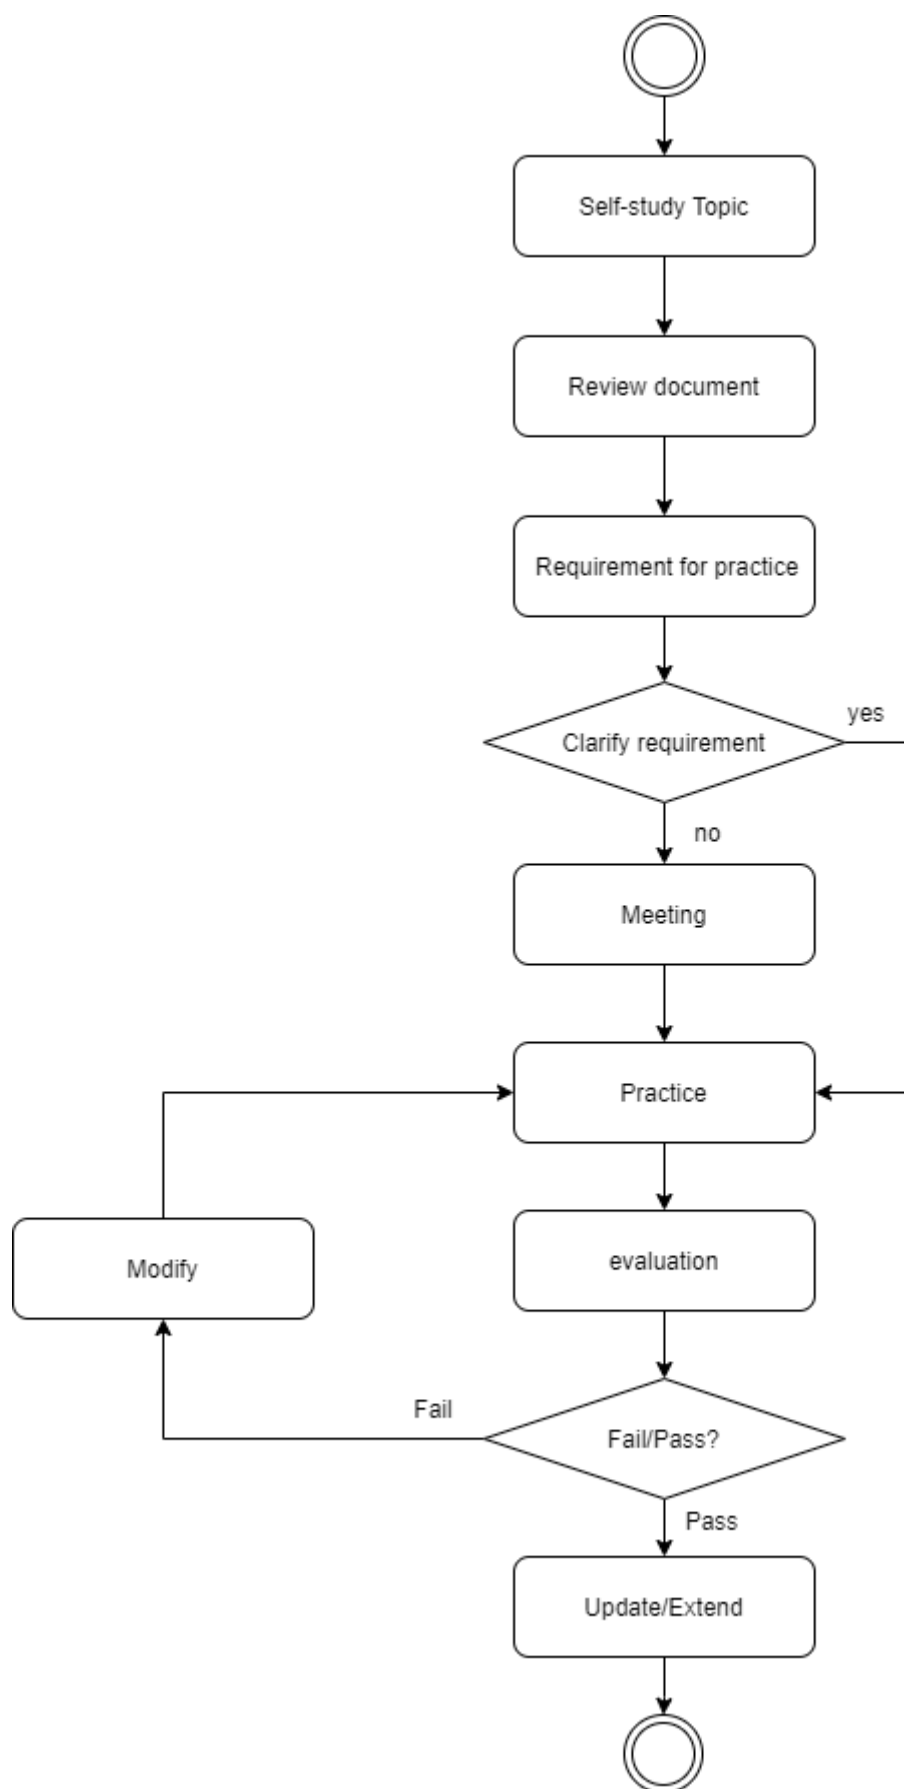 Self-study Topic
Review document
Requirement for practice
Clarify requirement
yes
no
Meeting
Practice
Modify
evaluation
Fail
Fail/Pass?
Pass
Update/Extend